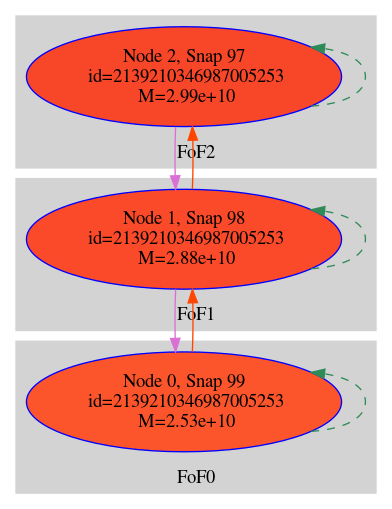 Node 2, Snap 97
id=2139210346987005253
M=2.99e+10
FoF2
Node 1, Snap 98
id=2139210346987005253
M=2.88e+10
FoF1
Node 0, Snap 99
id=2139210346987005253
M=2.53e+10
FoF0